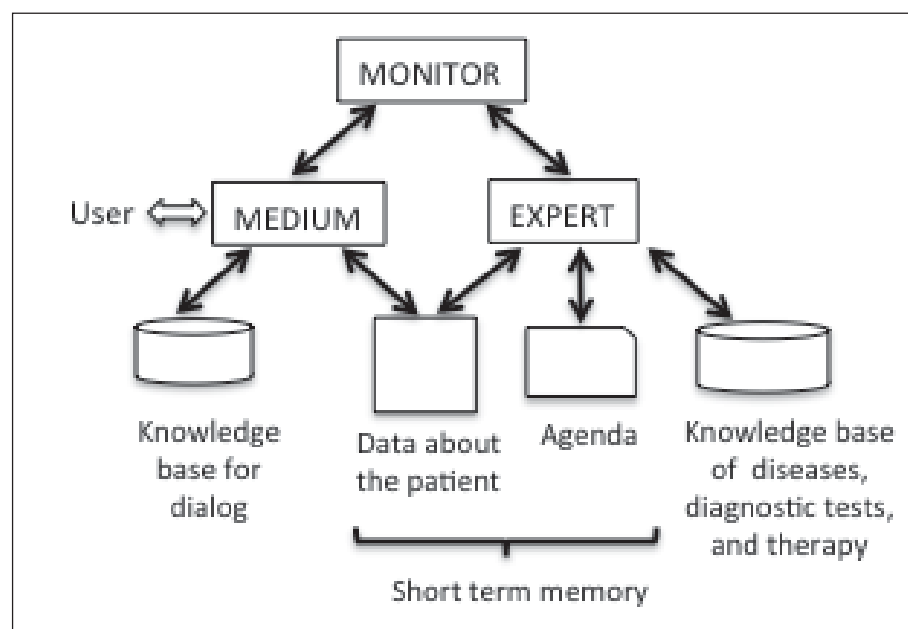 MONITOR
User
MEDIUM
EXPERT
Knowledge
base for
dialog
Data about
the patient
Agenda
Knowledge base
of diseases,
diagnostic tests,
and therapy
Short term memory